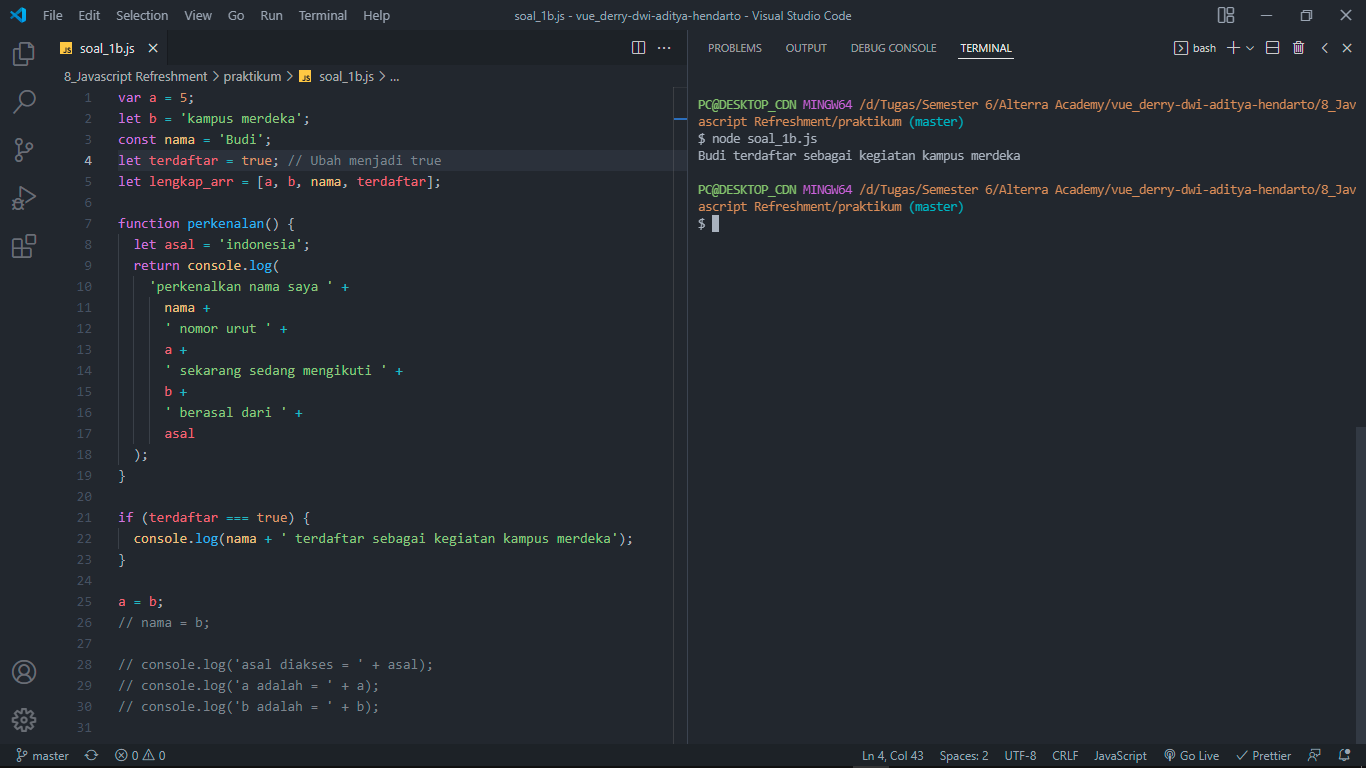 File Edit Selection View Go Run Terminal Help soal_1b.js - vue_derry-dwi-aditya-hendarto - Visual Studio Code
JS soal_1b.js
8_Javascript Refreshment > praktikum > JS soal_1b.js > ...
1 var a = 5;
2 let b = 'kampus merdeka';
3 const nama = 'Budi';
4 let terdaftar = true; // Ubah menjadi true
5 let lengkap_arr = [a, b, nama, terdaftar];
6
7 function perkenalan() {
8 let asal = 'indonesia';
9 return console.log(
10 'perkenalkan nama saya ' +
11 nama +
12 ' nomor urut ' +
13 a +
14 ' sekarang sedang mengikuti ' +
15 b +
16 ' berasal dari ' +
17 asal
18 );
19 }
20
21 if (terdaftar === true) {
22 console.log(nama + ' terdaftar sebagai kegiatan kampus merdeka');
23 }
24
25 a = b;
26 // nama = b;
27
28 // console.log('asal diakses = ' + asal);
29 // console.log('a adalah = ' + a);
30 // console.log('b adalah = ' + b);
31
PROBLEMS OUTPUT DEBUG CONSOLE TERMINAL bash
PC@DESKTOP_CDN MINGW64 /d/Tugas/Semester 6/Alterra Academy/vue_derry-dwi-aditya-hendarto/8_Jav
ascript Refreshment/praktikum (master)
$ node soal_1b.js
Budi terdaftar sebagai kegiatan kampus merdeka
PC@DESKTOP_CDN MINGW64 /d/Tugas/Semester 6/Alterra Academy/vue_derry-dwi-aditya-hendarto/8_Jav
ascript Refreshment/praktikum (master)
$
master 0 0 Ln 4, Col 43 Spaces: 2 UTF-8 CRLF JavaScript Go Live Prettier